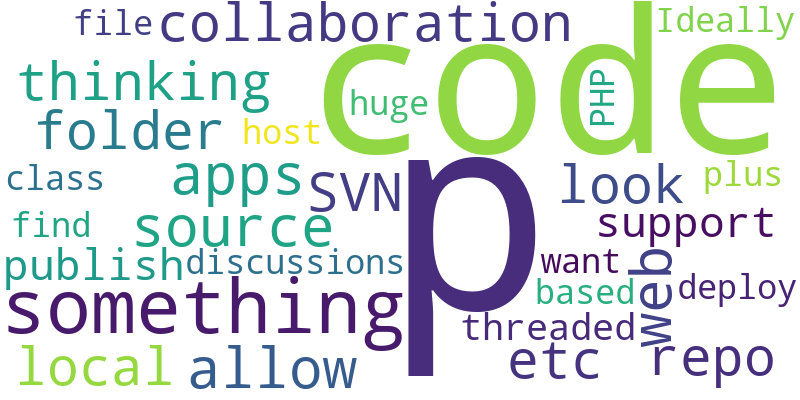 file
collaboration
Ideally
code
thinking
huge
PHP
folder
host
p
class
apps
SVN
look
plus
find
source
support
publish
discussions
want
web
based
deploy
something
threaded
local
allow
etc
repo